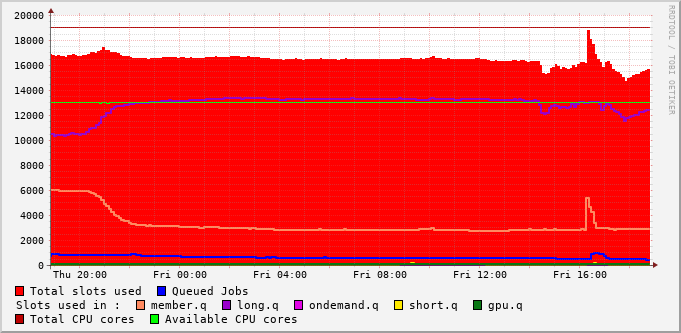 20000
18000
16000
14000
12000
10000
8000
6000
4000
2000
0
Thu 20:00 Fri 00:00 Fri 04:00 Fri 08:00 Fri 12:00 Fri 16:00
Total slots used Queued Jobs
Slots used in : member.q long.q ondemand.q short.q gpu.q
Total CPU cores Available CPU cores
RRDTOOL / TOBI OETIKER